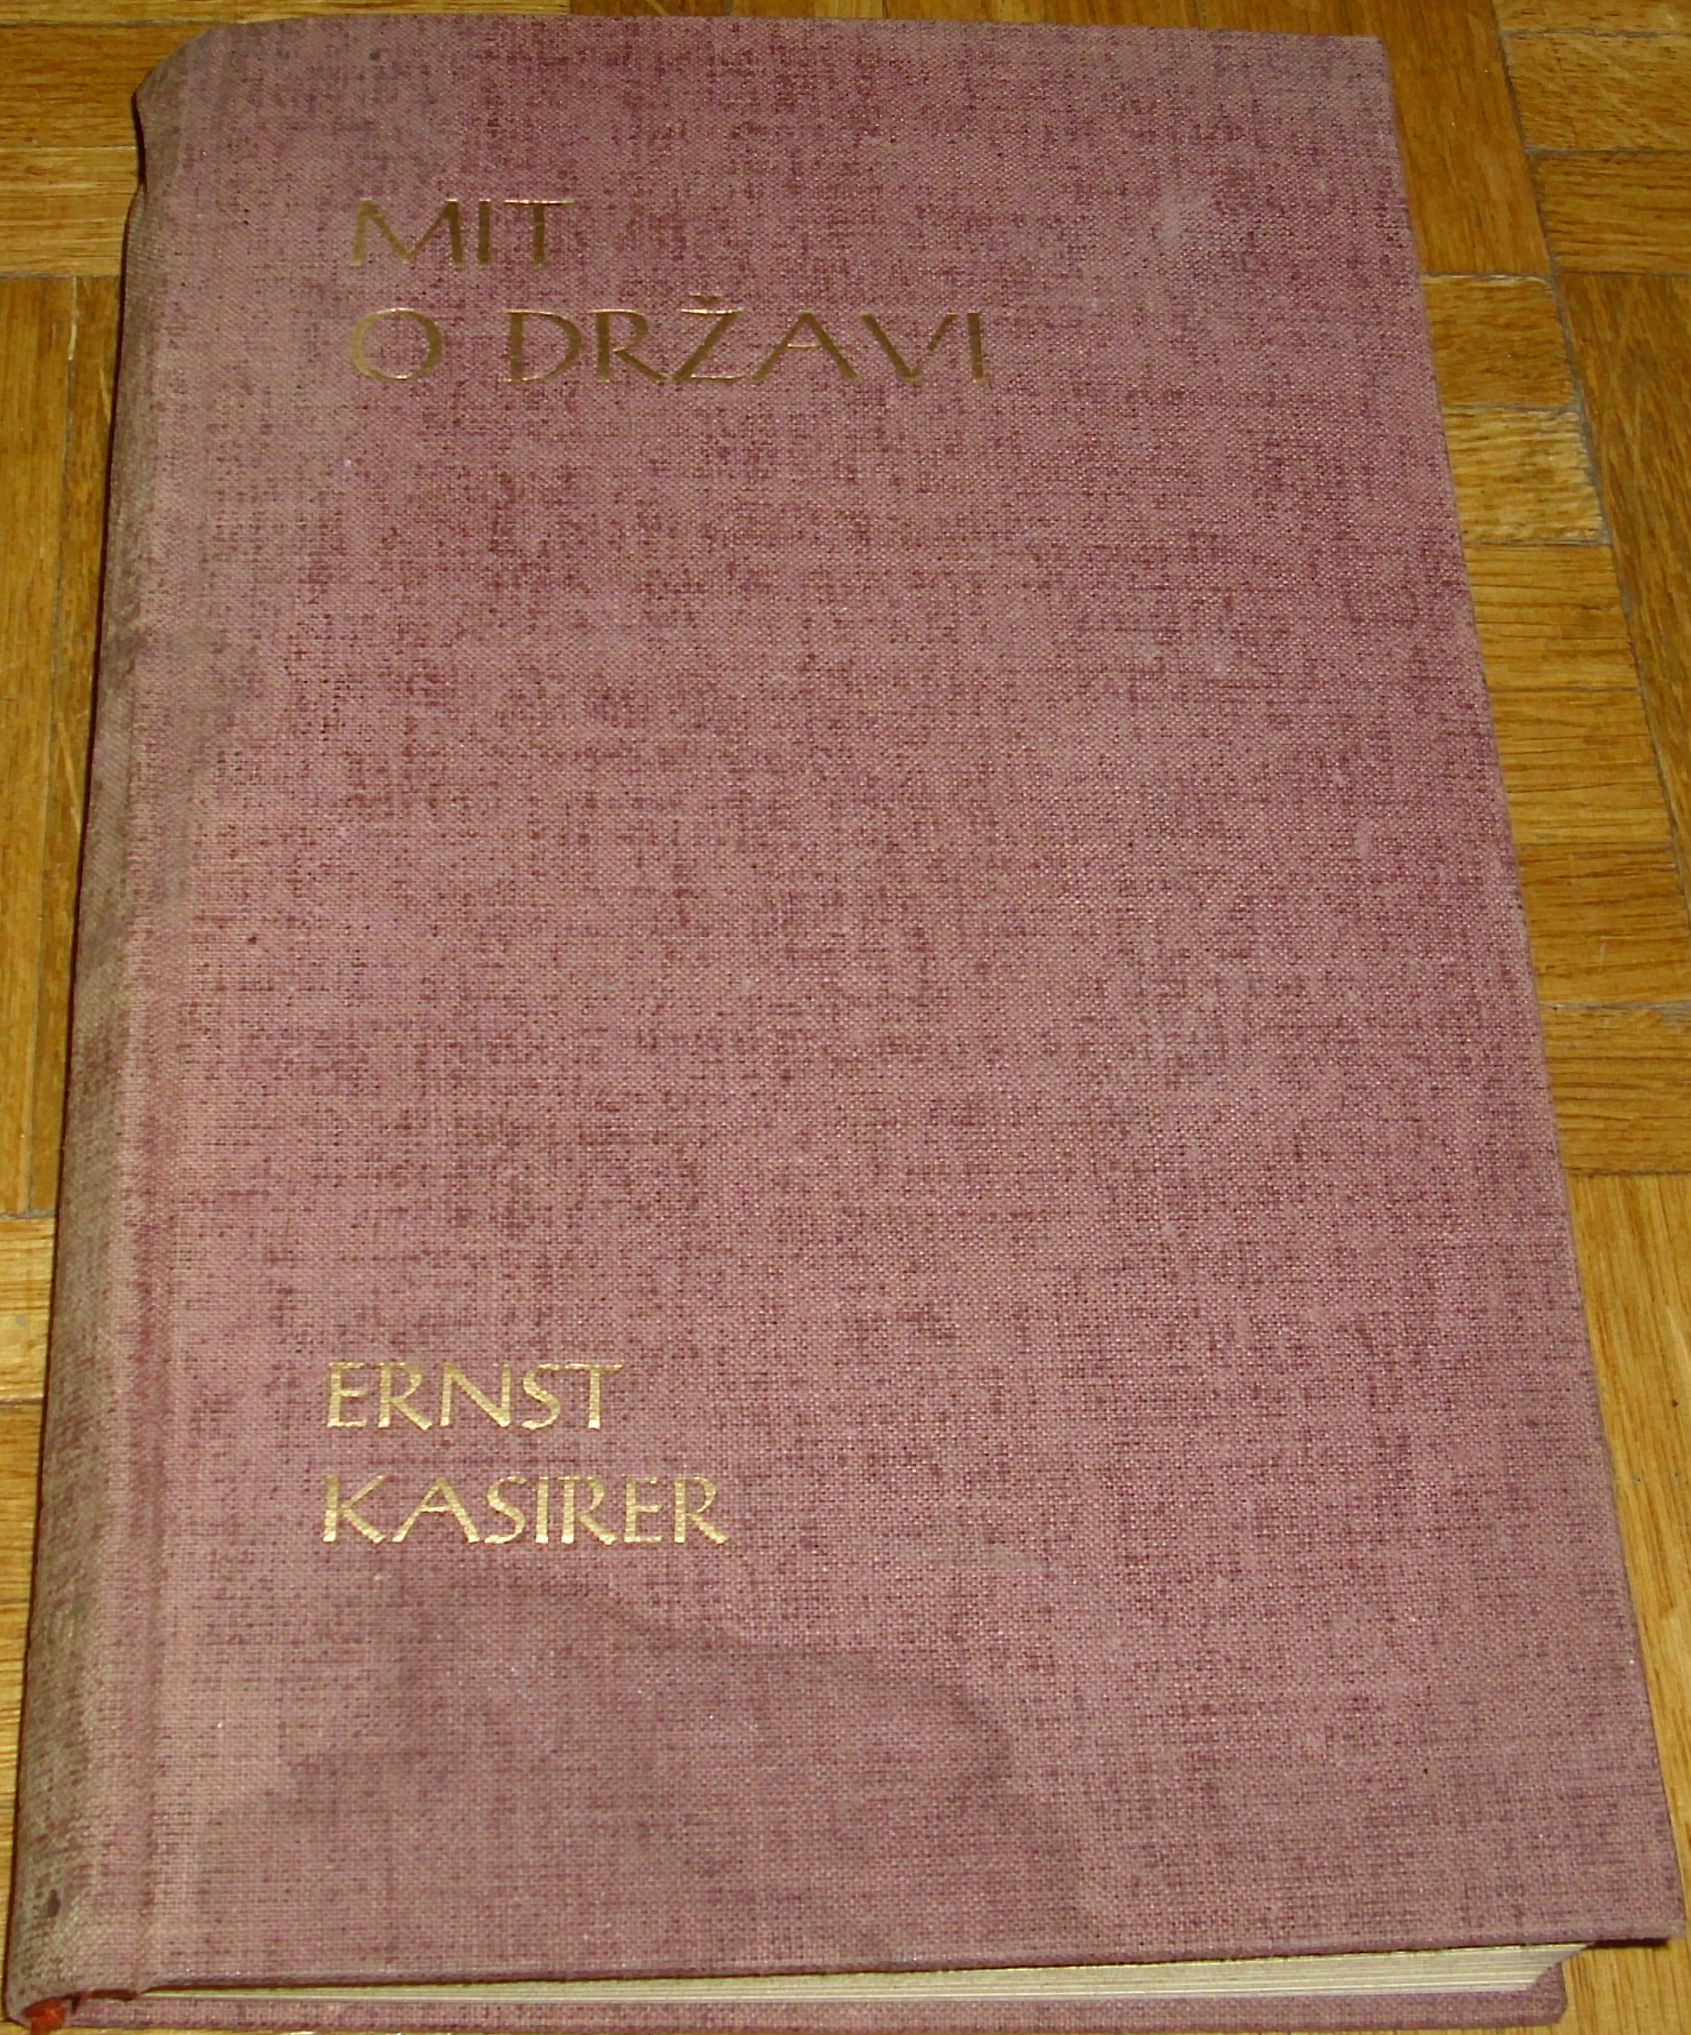 MIT
O DRŽAVI
ERNST
KASIRER